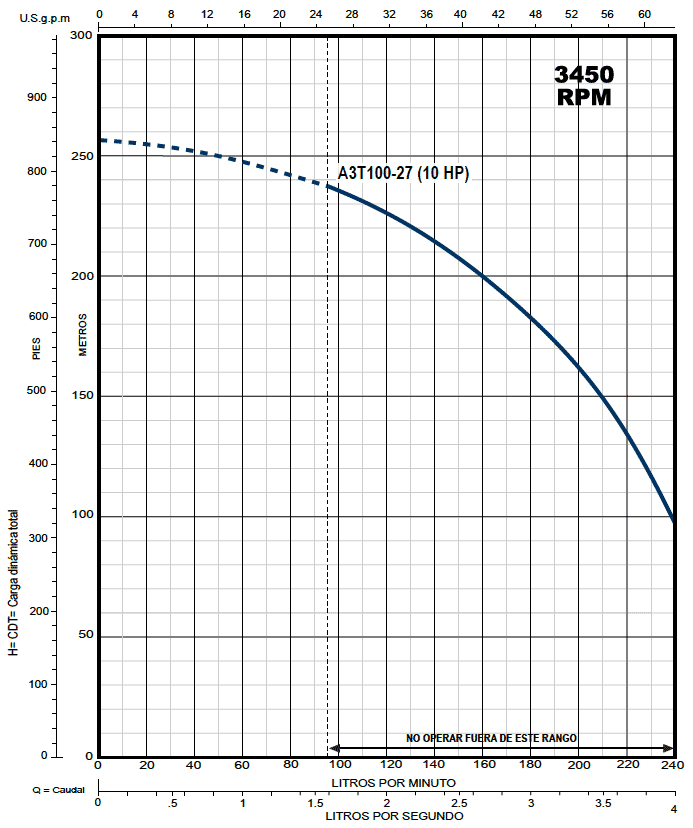 U.S.g.p.m
0 4 8 12 16 20 24 28 32 36 42 48 52 56 60
3450
RPM
A3T100-27 (10 HP)
H= CDT= Carga dinámica total
PIES
900
800
700
600
500
400
300
200
100
0
METROS
300
250
200
150
100
50
0
NO OPERAR FUERA DE ESTE RANGO
0 20 40 60 80 100 120 140 160 180 200 220 240
LITROS POR MINUTO
Q = Caudal
0 .5 1 1.5 2 2.5 3 3.5 4
LITROS POR SEGUNDO